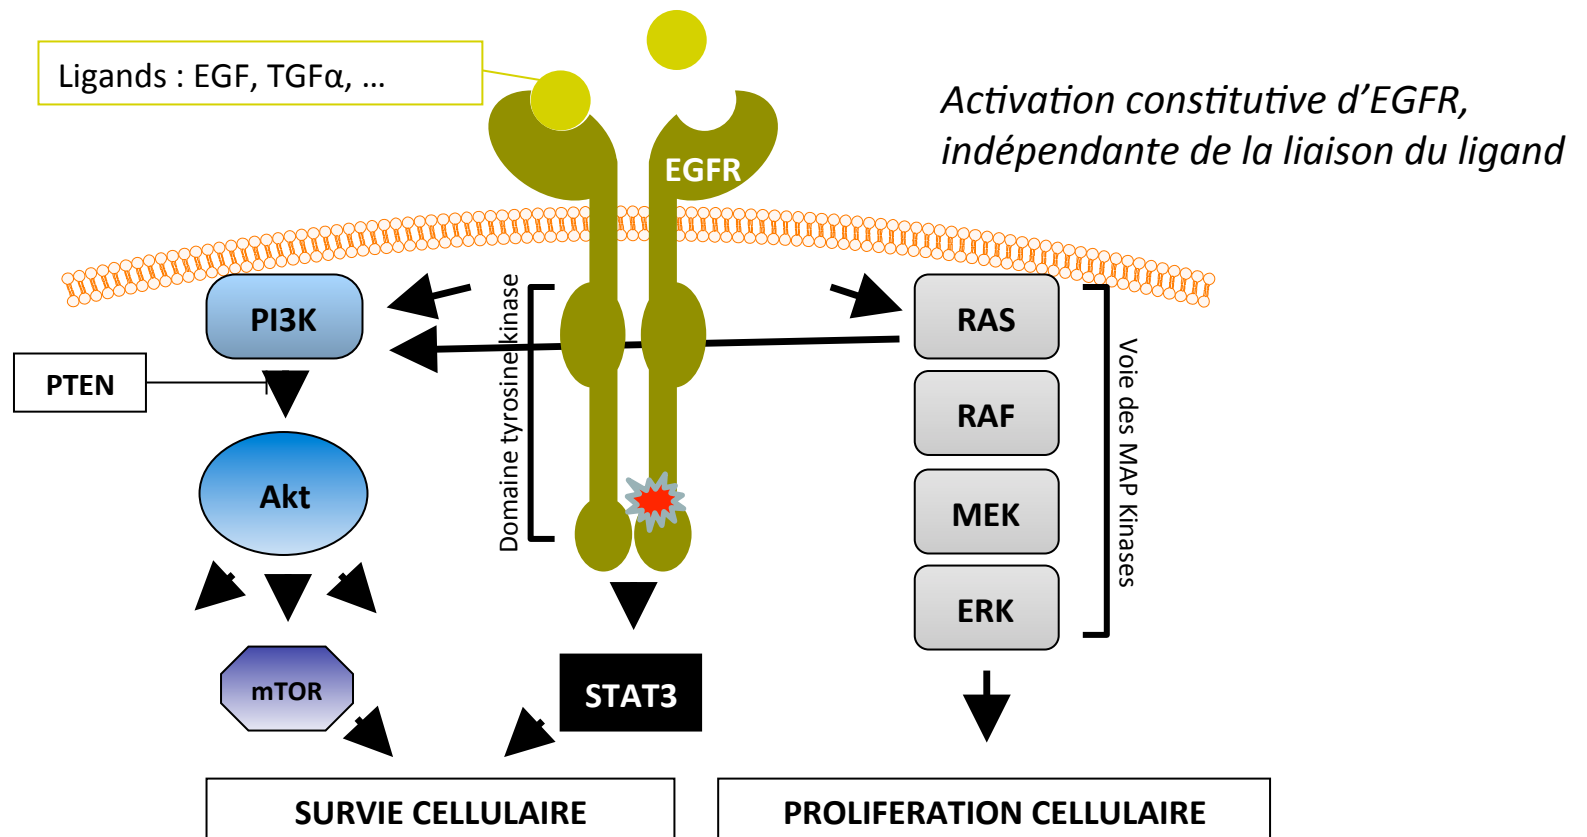 Ligands : EGF, TGFα, ...
Activation constitutive d’EGFR,
indépendante de la liaison du ligand
EGFR
PI3K
RAS
PTEN
RAF
Akt
MEK
ERK
Domaine tyrosine kinase
Voie des MAP Kinases
mTOR
STAT3
SURVIE CELLULAIRE
PROLIFERATION CELLULAIRE